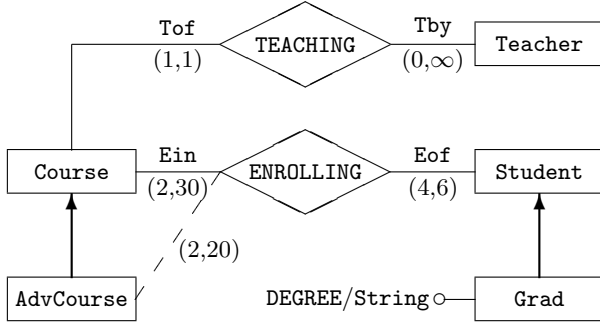 Tof
Tby
TEACHING
Teacher
(1,1)
(0,∞)
Ein
Eof
Course
ENROLLING
Student
(2,30)
(4,6)
(2,20)
AdvCourse
DEGREE/String
Grad